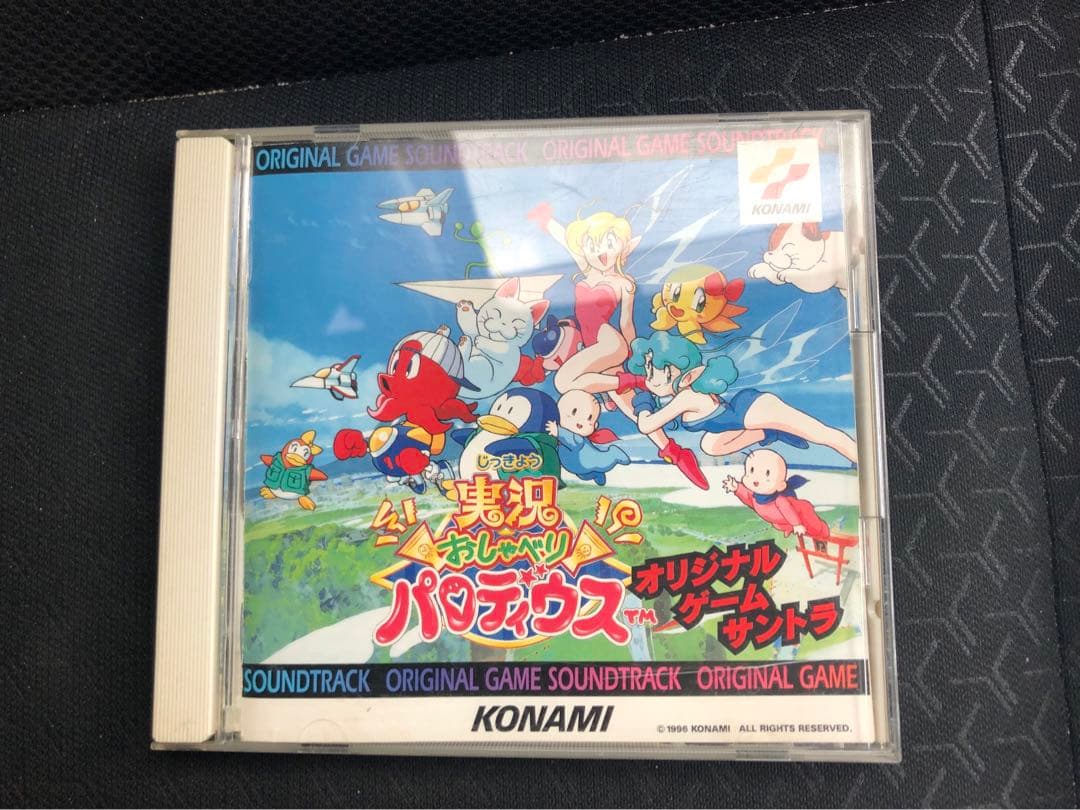 ORIGINAL GAME SOUNDTRACK ORIGINAL GAME SOUNDTRACK
KONAMI
じっきょう
実況
おしゃべり
パロディウス™
オリジナル
ゲーム
サントラ
SOUNDTRACK ORIGINAL GAME SOUNDTRACK ORIGINAL GAME
KONAMI
©1996 KONAMI ALL RIGHTS RESERVED.